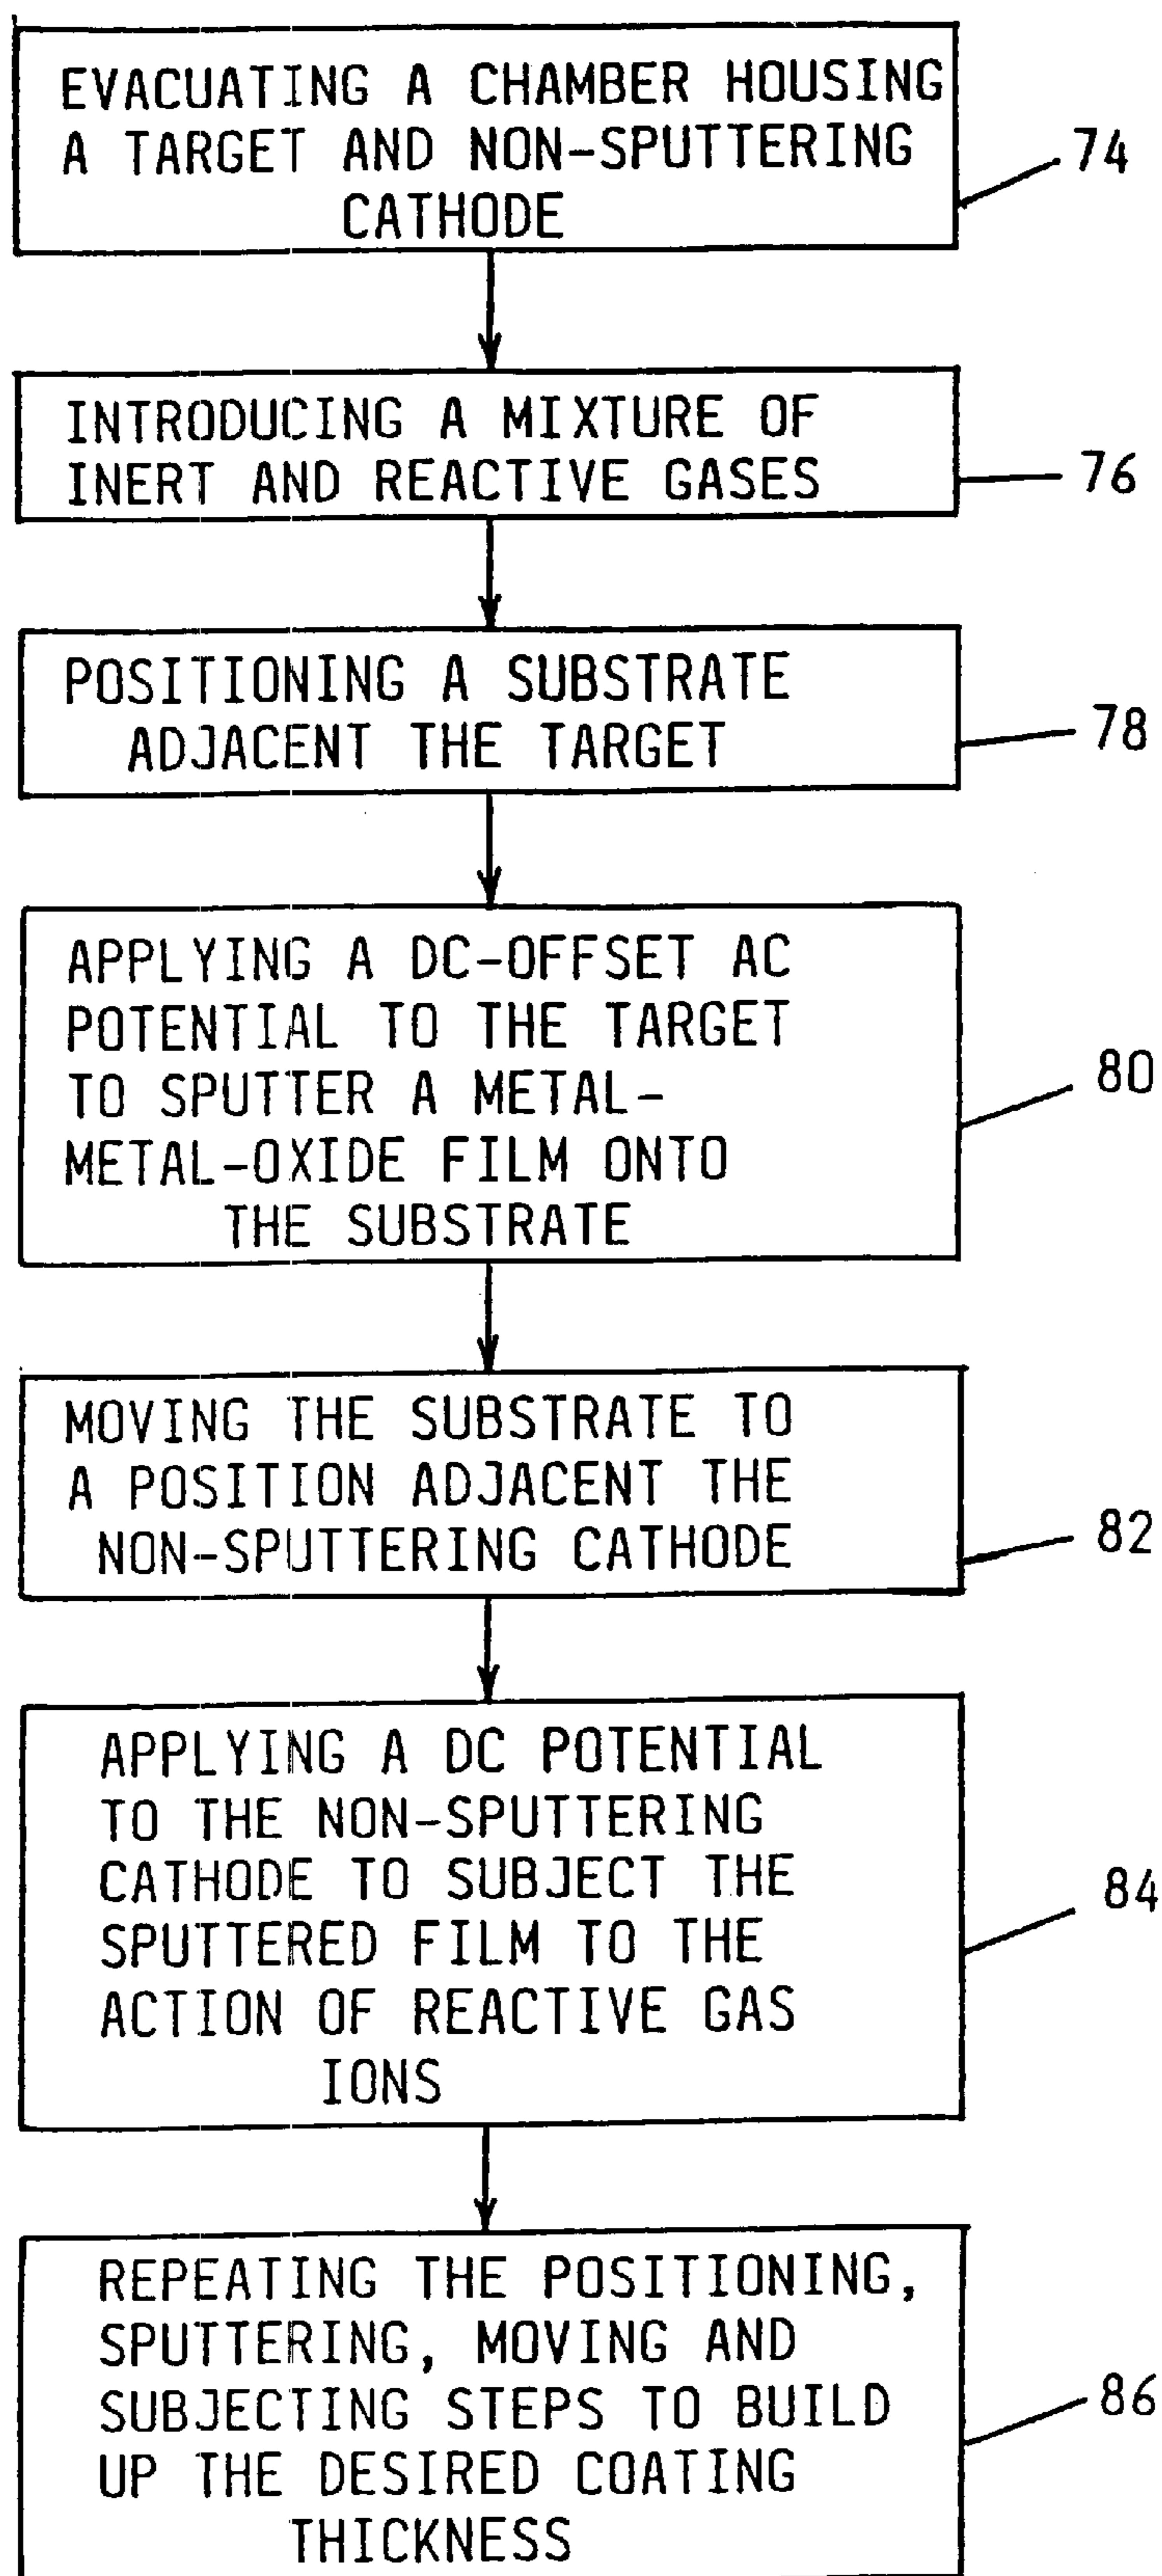 EVACUATING A CHAMBER HOUSING
A TARGET AND NON-SPUTTERING
CATHODE
74
INTRODUCING A MIXTURE OF
INERT AND REACTIVE GASES
76
POSITIONING A SUBSTRATE
ADJACENT THE TARGET
78
APPLYING A DC-OFFSET AC
POTENTIAL TO THE TARGET
TO SPUTTER A METAL-
METAL-OXIDE FILM ONTO
THE SUBSTRATE
80
MOVING THE SUBSTRATE TO
A POSITION ADJACENT THE
NON-SPUTTERING CATHODE
82
APPLYING A DC POTENTIAL
TO THE NON-SPUTTERING
CATHODE TO SUBJECT THE
SPUTTERED FILM TO THE
ACTION OF REACTIVE GAS
IONS
84
REPEATING THE POSITIONING,
SPUTTERING, MOVING AND
SUBJECTING STEPS TO BUILD
UP THE DESIRED COATING
THICKNESS
86